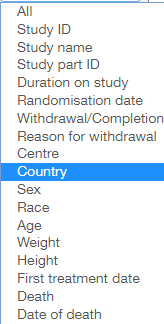 All
Study ID
Study name
Study part ID
Duration on study
Randomisation date
Withdrawal/Completion
Reason for withdrawal
Centre
Country
Sex
Race
Age
Weight
Height
First treatment date
Death
Date of death